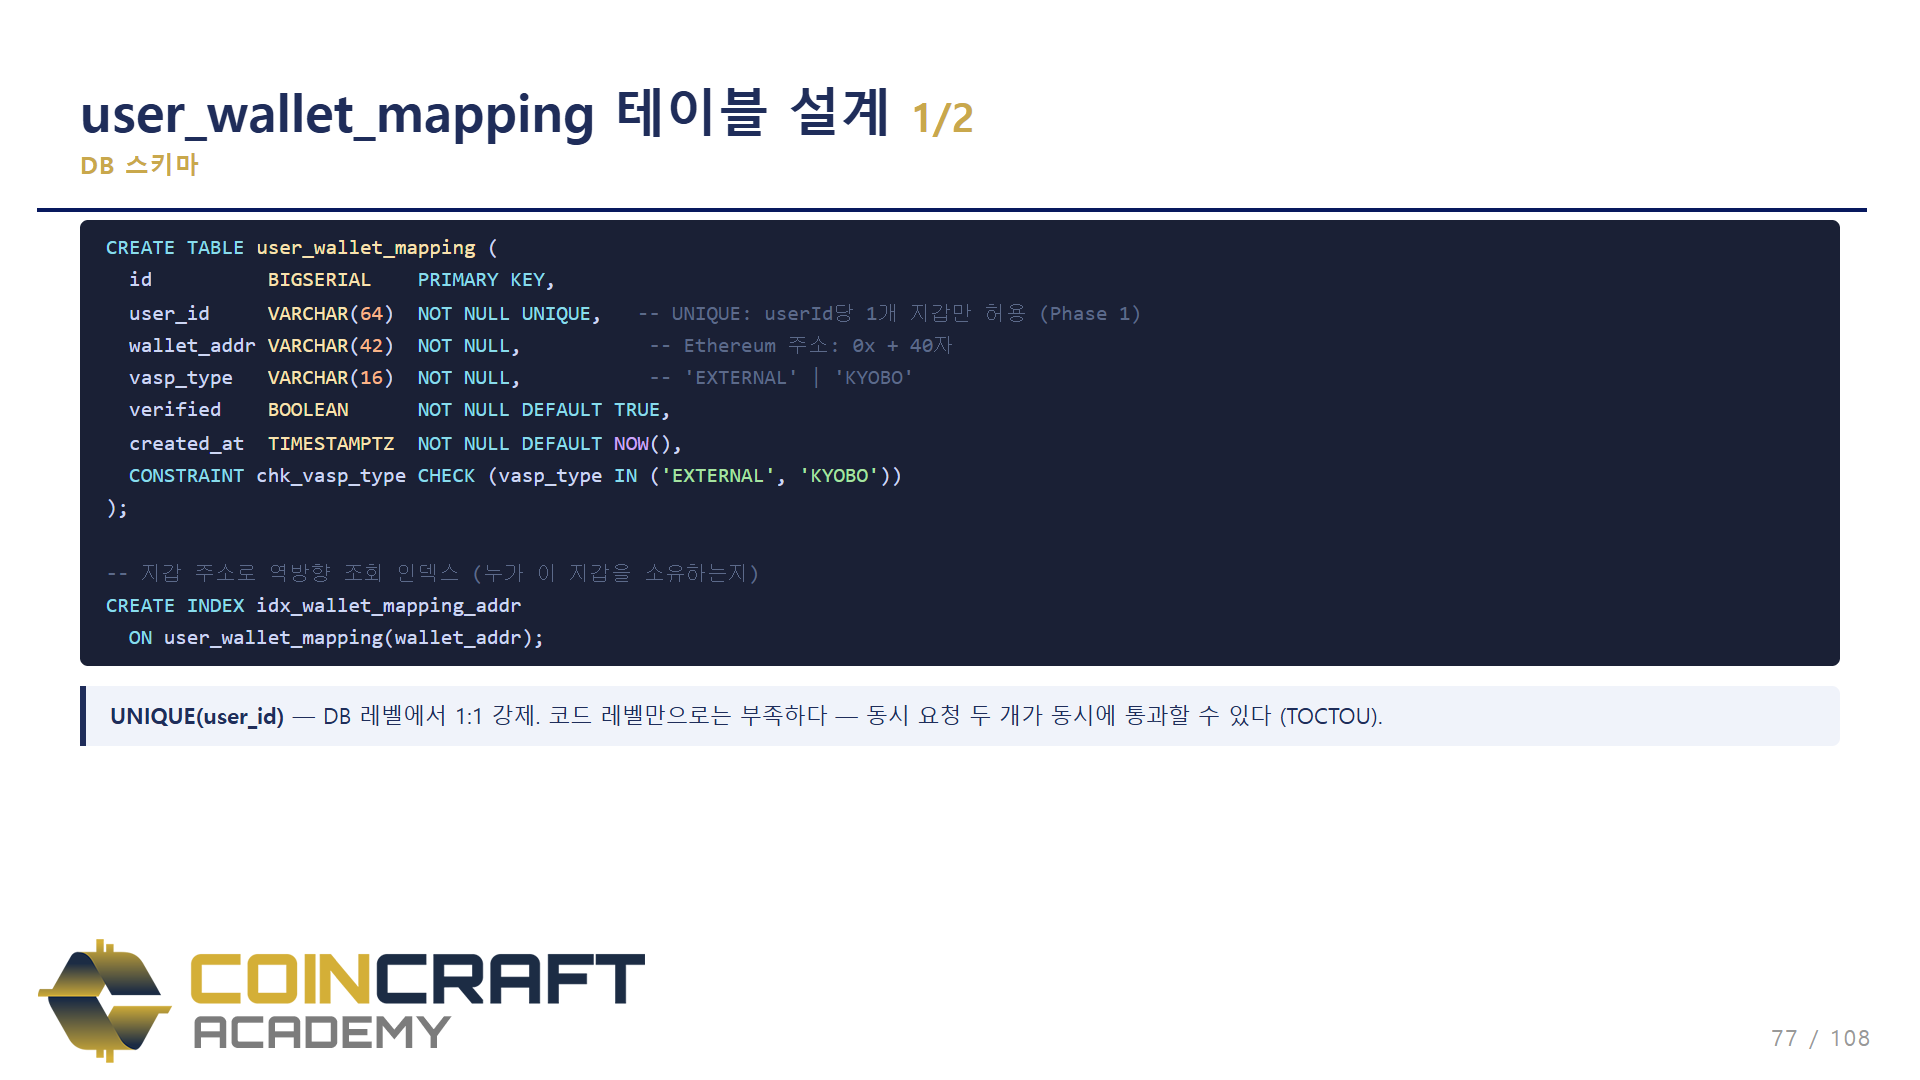 user_wallet_mapping 테이블 설계 1/2
DB 스키마
CREATE TABLE user_wallet_mapping (
  id          BIGSERIAL    PRIMARY KEY,
  user_id     VARCHAR(64)  NOT NULL UNIQUE,   -- UNIQUE: userId당 1개 지갑만 허용 (Phase 1)
  wallet_addr VARCHAR(42)  NOT NULL,           -- Ethereum 주소: 0x + 40자
  vasp_type   VARCHAR(16)  NOT NULL,           -- 'EXTERNAL' | 'KYOBO'
  verified    BOOLEAN      NOT NULL DEFAULT TRUE,
  created_at  TIMESTAMPTZ  NOT NULL DEFAULT NOW(),
  CONSTRAINT chk_vasp_type CHECK (vasp_type IN ('EXTERNAL', 'KYOBO'))
);
-- 지갑 주소로 역방향 조회 인덱스 (누가 이 지갑을 소유하는지)
CREATE INDEX idx_wallet_mapping_addr
  ON user_wallet_mapping(wallet_addr);
UNIQUE(user_id) — DB 레벨에서 1:1 강제. 코드 레벨만으로는 부족하다 — 동시 요청 두 개가 동시에 통과할 수 있다 (TOCTOU).
COINCRAFT
ACADEMY
77 / 108